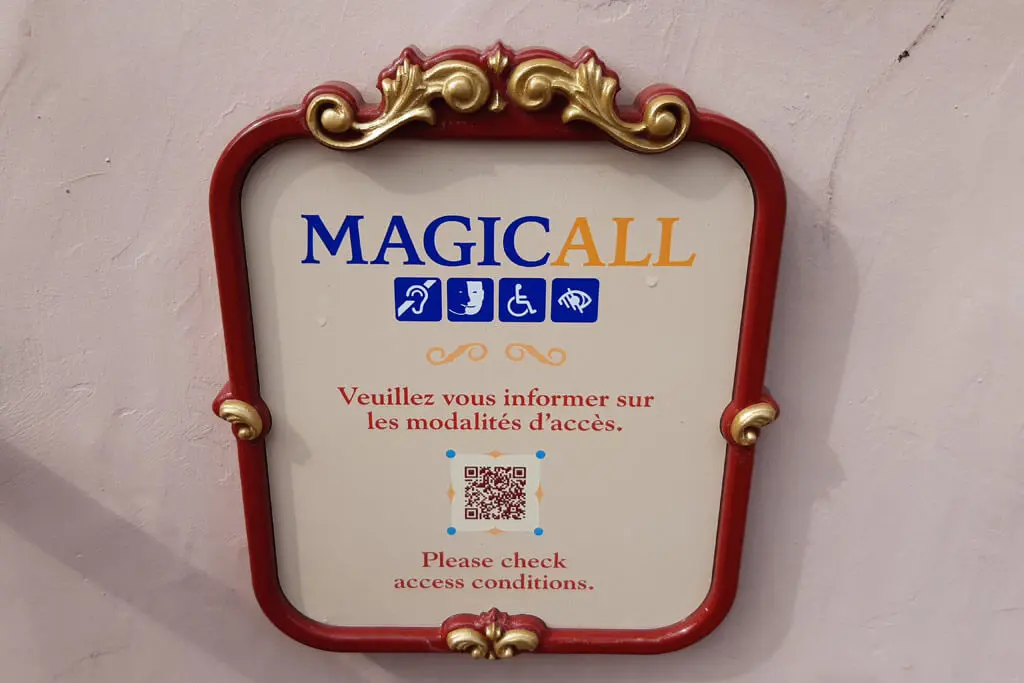 MAGICALL
Veuillez vous informer sur
les modalités d'accès.
Please check
access conditions.